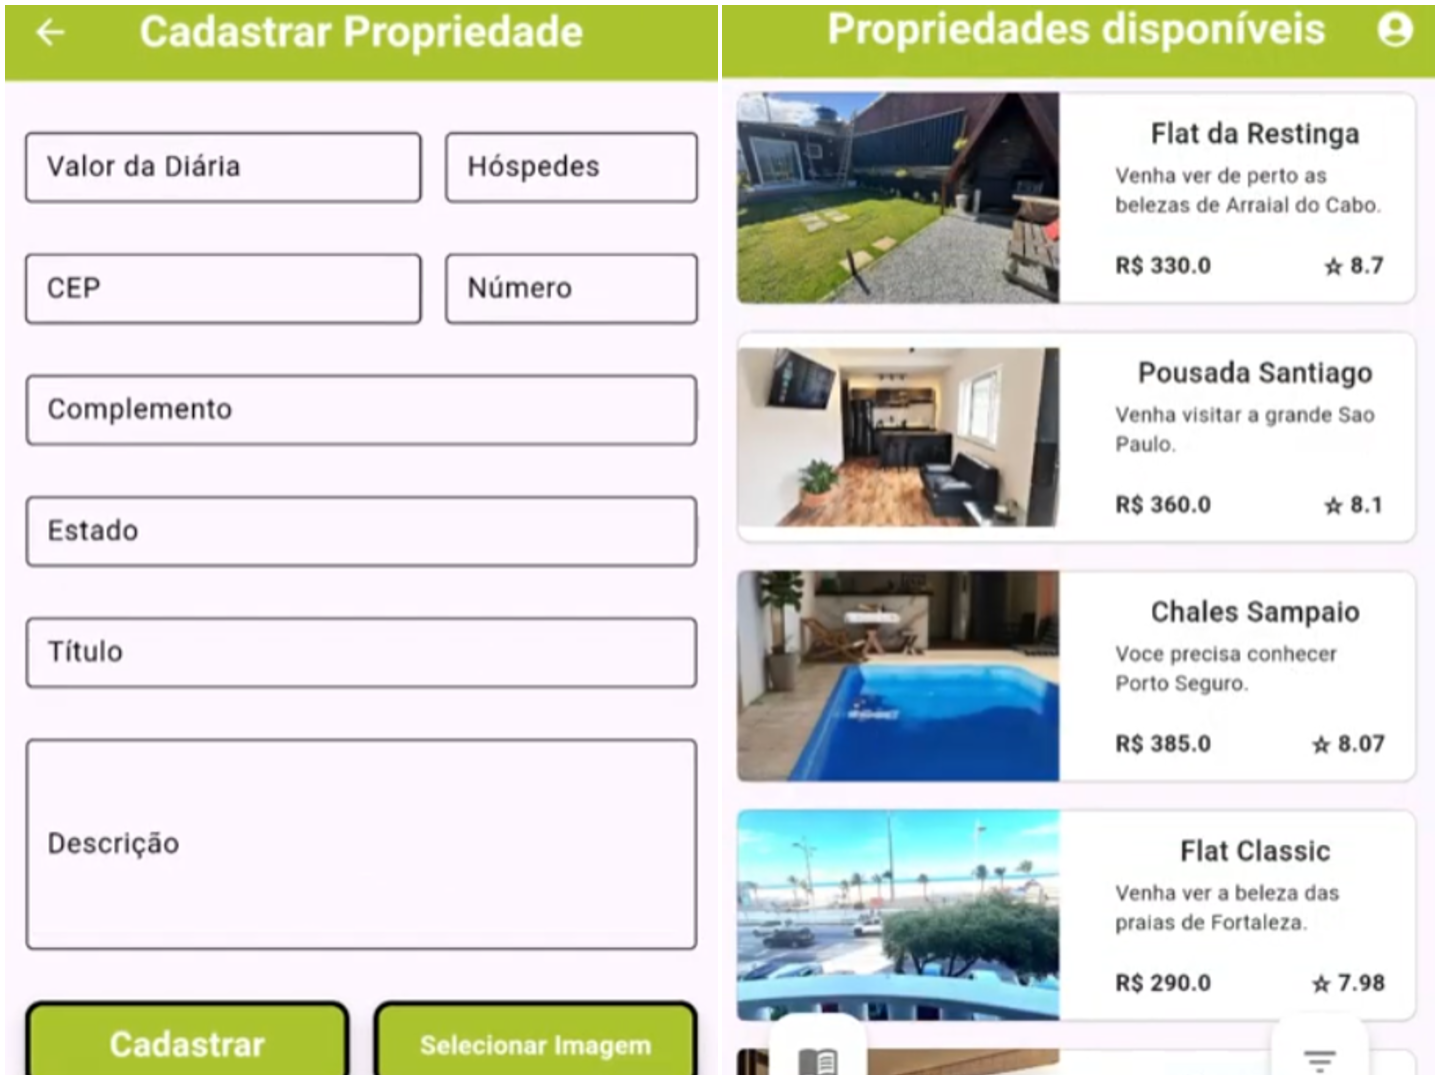 Cadastrar Propriedade
Valor da Diária
Hóspedes
CEP
Número
Complemento
Estado
Título
Descrição
Cadastrar
Selecionar Imagem
Propriedades disponíveis
Flat da Restinga
Venha ver de perto as
belezas de Arraial do Cabo.
R$ 330.0
☆ 8.7
Pousada Santiago
Venha visitar a grande Sao
Paulo.
R$ 360.0
☆ 8.1
Chales Sampaio
Voce precisa conhecer
Porto Seguro.
R$ 385.0
☆ 8.07
Flat Classic
Venha ver a beleza das
praias de Fortaleza.
R$ 290.0
☆ 7.98